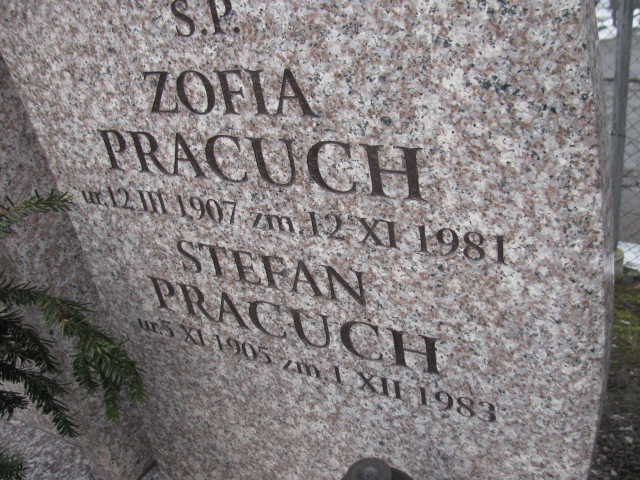 S.P.
ZOFIA
PRACUCH
ur.12 III 1907 zm.12 XI 1981
STEFAN
PRACUCH
ur.5 XI 1905 zm.1 XII 1983